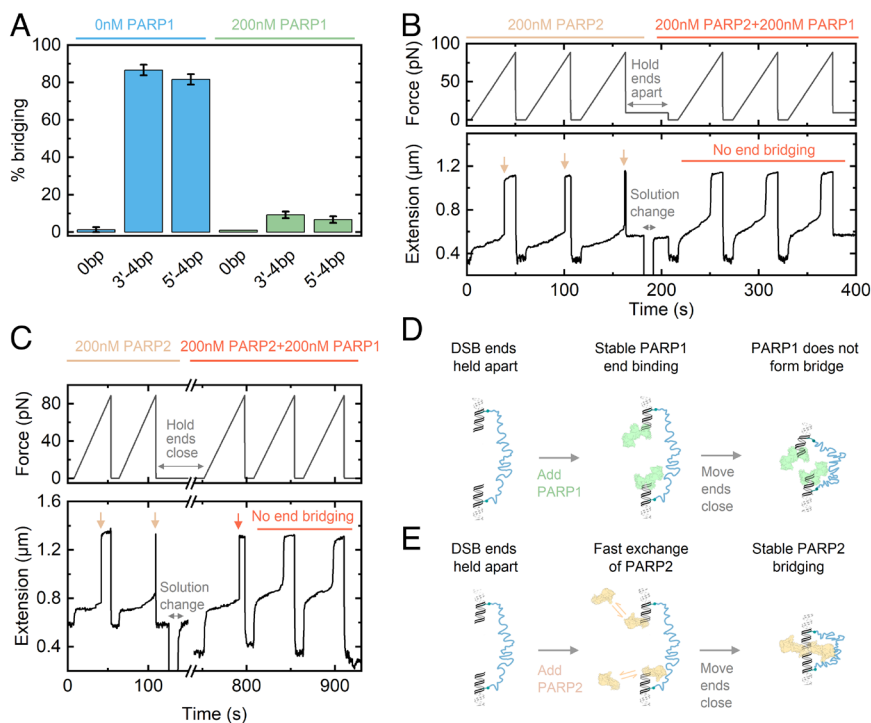 A
0nM PARP1
200nM PARP1
% bridging
100
80
60
40
20
0
0bp
3'-4bp
5'-4bp
0bp
3'-4bp
5'-4bp
B
200nM PARP2
200nM PARP2+200nM PARP1
Force (pN)
100
75
50
25
0
Hold
ends
apart
Extension (μm)
1.2
0.8
0.4
No end bridging
Solution
change
0
100
200
300
400
Time (s)
C
200nM PARP2
200nM PARP2+200nM PARP1
Force (pN)
80
40
0
Hold
ends
close
Extension (μm)
1.6
1.2
0.8
0.4
No end bridging
Solution
change
0
100
800
900
Time (s)
D
DSB ends
held apart
Stable PARP1
end binding
PARP1 does not
form bridge
Add
PARP1
Move
ends
close
E
DSB ends
held apart
Fast exchange
of PARP2
Stable PARP2
bridging
Add
PARP2
Move
ends
close